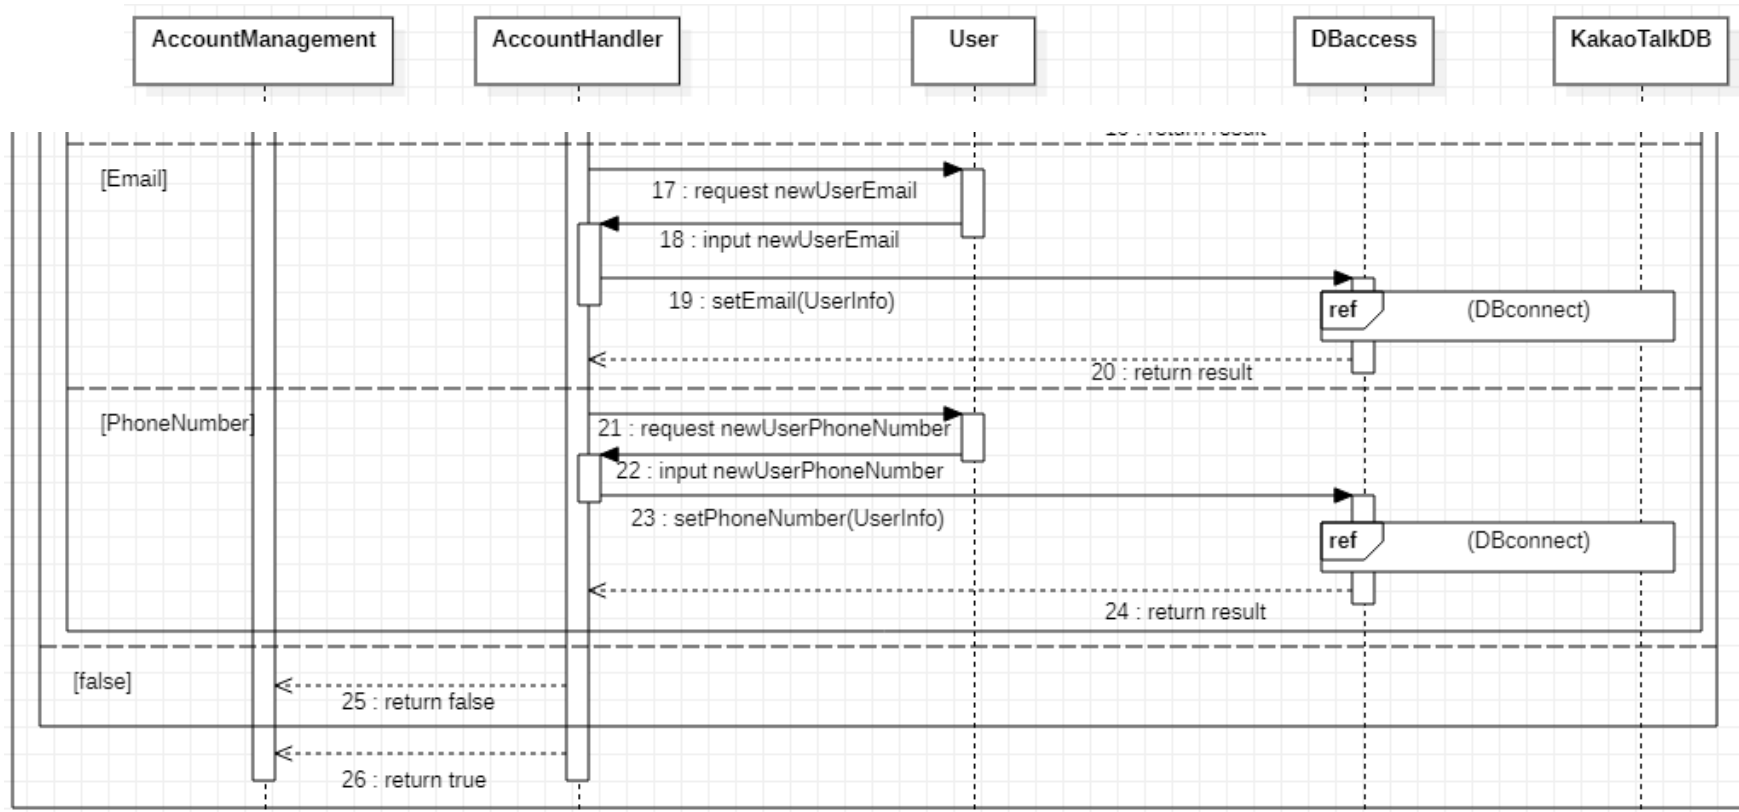 AccountManagement
AccountHandler
User
DBaccess
KakaoTalkDB
[Email]
17 : request newUserEmail
18 : input newUserEmail
19 : setEmail(UserInfo)
ref
(DBconnect)
20 : return result
[PhoneNumber]
21 : request newUserPhoneNumber
22 : input newUserPhoneNumber
23 : setPhoneNumber(UserInfo)
ref
(DBconnect)
24 : return result
[false]
25 : return false
26 : return true